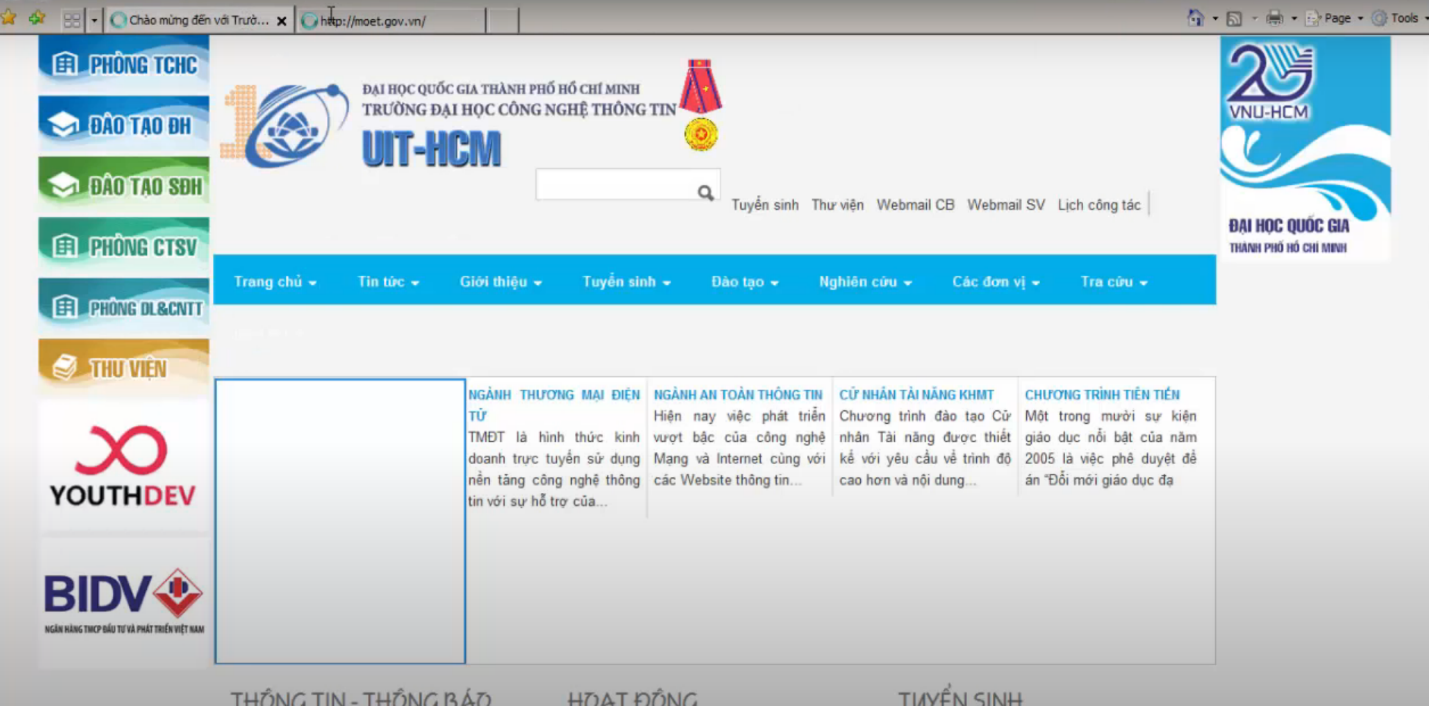 Chào mừng đến với Trườ...
http://moet.gov.vn/
Page
Tools
PHÒNG TCHC
ĐÀO TẠO ĐH
ĐÀO TẠO SĐH
PHÒNG CTSV
PHÒNG DL&CNTT
THƯ VIỆN
YOUTHDEV
BIDV
NGÂN HÀNG TMCP ĐẦU TƯ VÀ PHÁT TRIỂN VIỆT NAM
ĐẠI HỌC QUỐC GIA THÀNH PHỐ HỒ CHÍ MINH
TRƯỜNG ĐẠI HỌC CÔNG NGHỆ THÔNG TIN
UIT-HCM
Tuyển sinh Thư viện Webmail CB Webmail SV Lịch công tác
20
VNU-HCM
ĐẠI HỌC QUỐC GIA
THÀNH PHỐ HỒ CHÍ MINH
Trang chủ Tin tức Giới thiệu Tuyển sinh Đào tạo Nghiên cứu Các đơn vị Tra cứu
NGÀNH THƯƠNG MẠI ĐIỆN
TỬ
TMĐT là hình thức kinh
doanh trực tuyến sử dụng
nền tảng công nghệ thông
tin với sự hỗ trợ của...
NGÀNH AN TOÀN THÔNG TIN
Hiện nay việc phát triển
vượt bậc của công nghệ
Mạng và Internet cùng với
các Website thông tin...
CỬ NHÂN TÀI NĂNG KHMT
Chương trình đào tạo Cử
nhân Tài năng được thiết
kế với yêu cầu về trình độ
cao hơn và nội dung...
CHƯƠNG TRÌNH TIÊN TIẾN
Một trong mười sự kiện
giáo dục nổi bật của năm
2005 là việc phê duyệt đề
án "Đổi mới giáo dục đạ
THÔNG TIN - THÔNG BÁO
HOẠT ĐỘNG
TUYỂN SINH